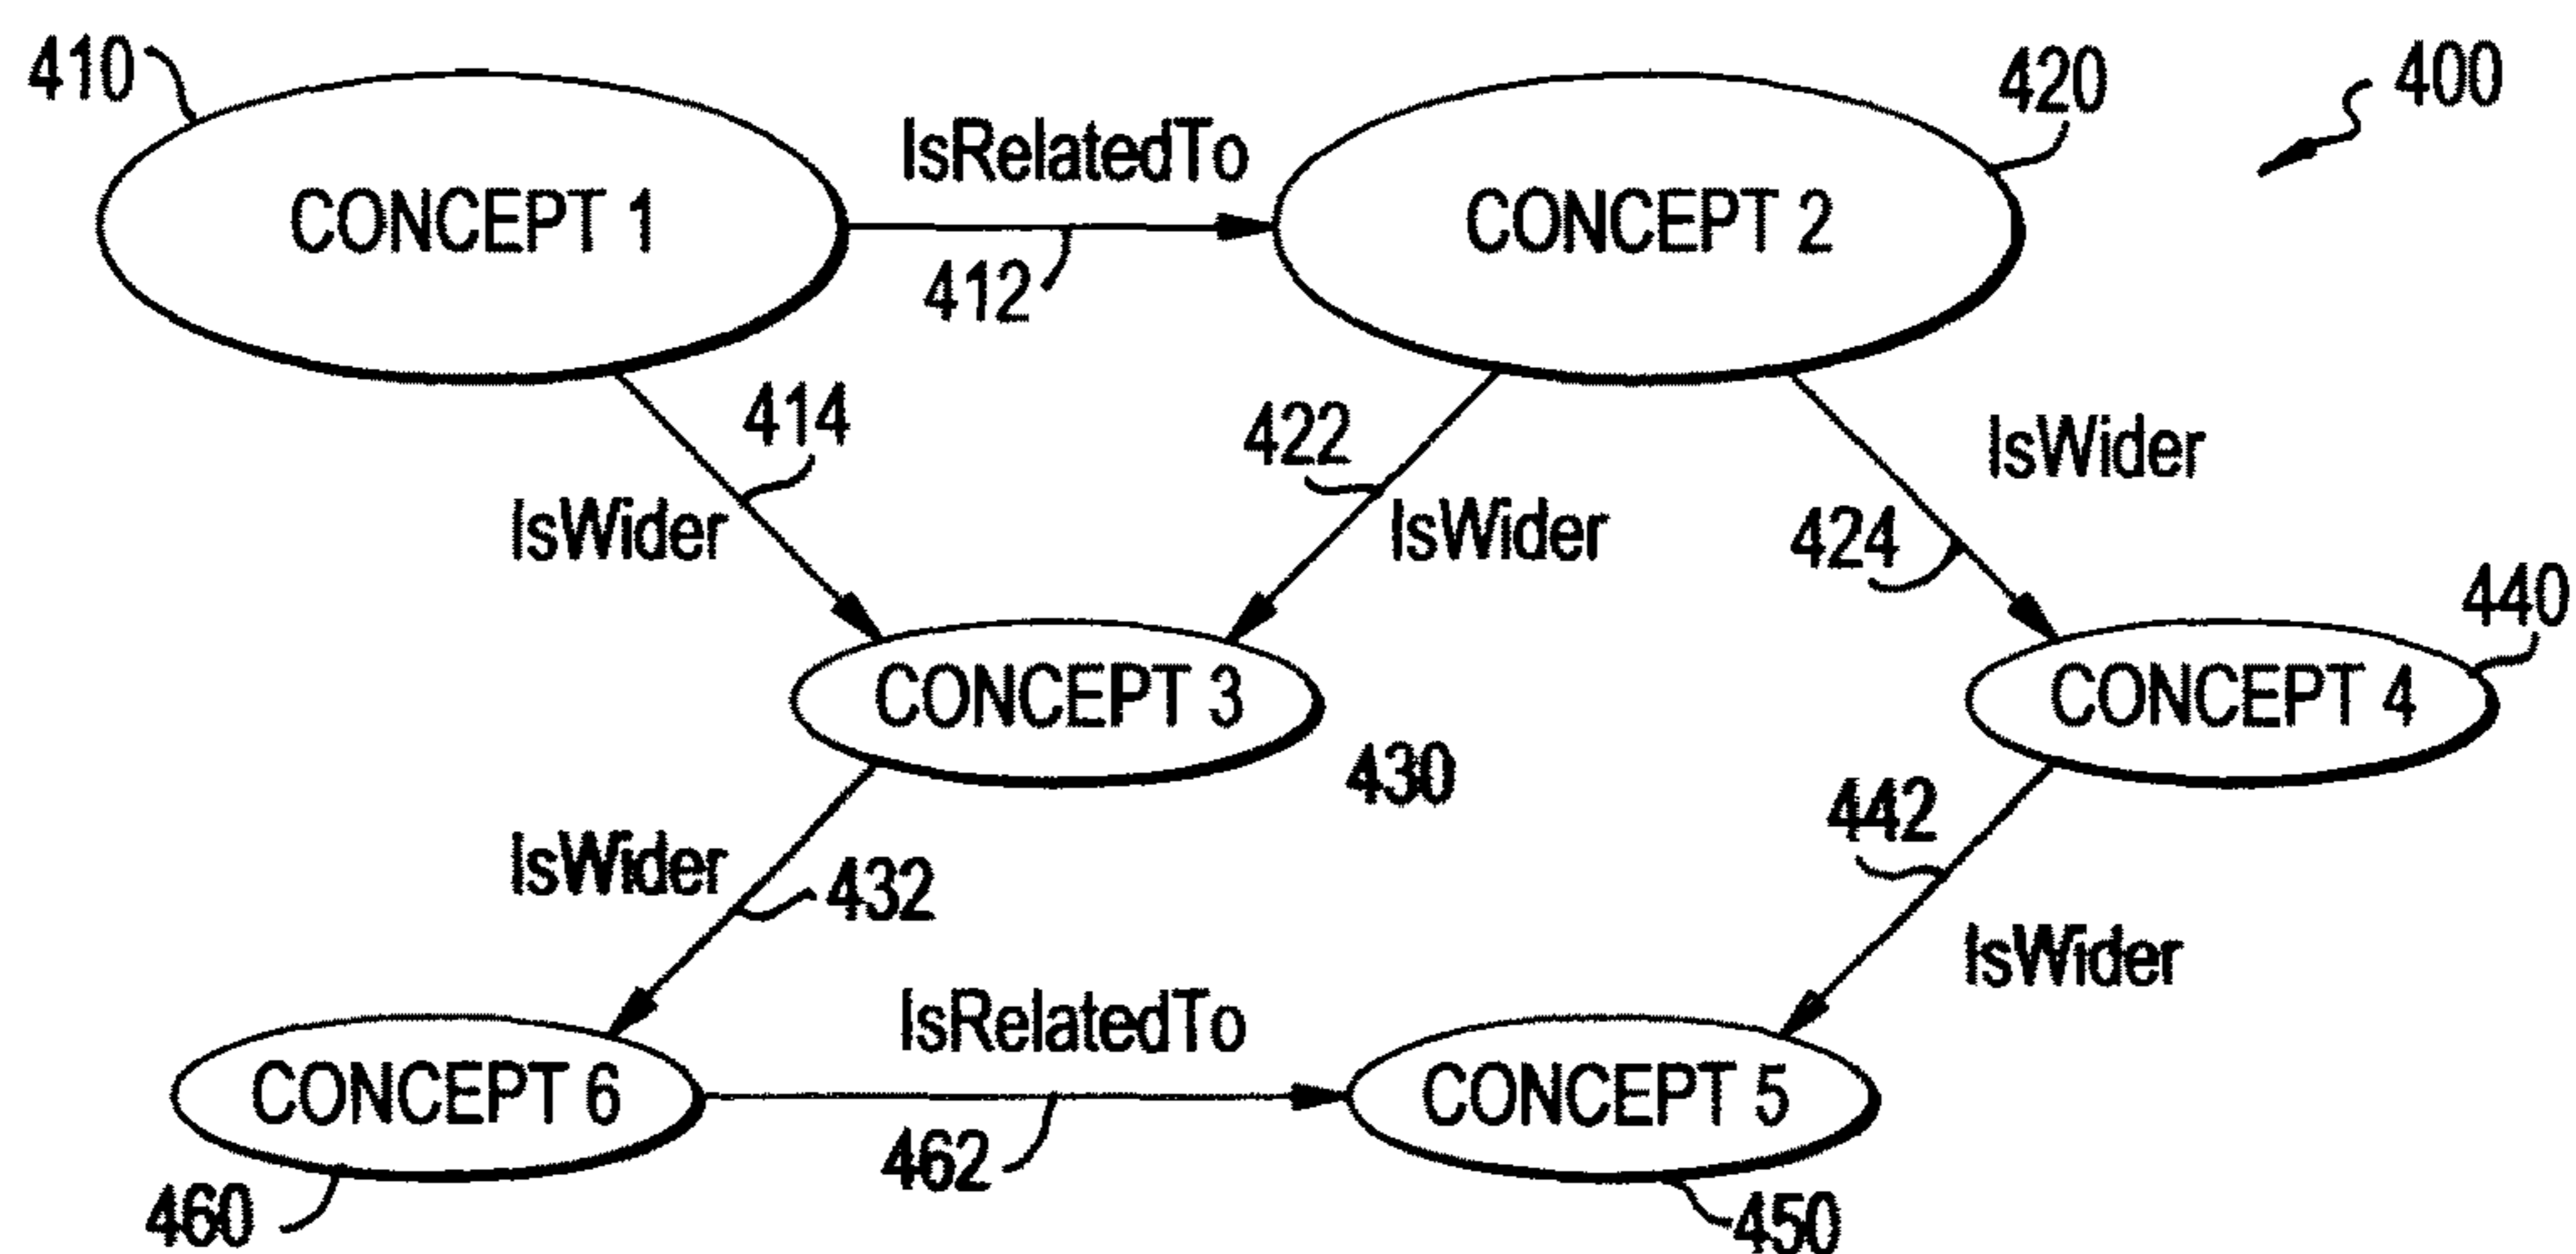 410
420
400
IsRelatedTo
CONCEPT 1
CONCEPT 2
412
414
422
IsWider
IsWider
IsWider
424
440
CONCEPT 3
CONCEPT 4
430
442
IsWider
432
IsWider
IsRelatedTo
CONCEPT 6
CONCEPT 5
462
460
450